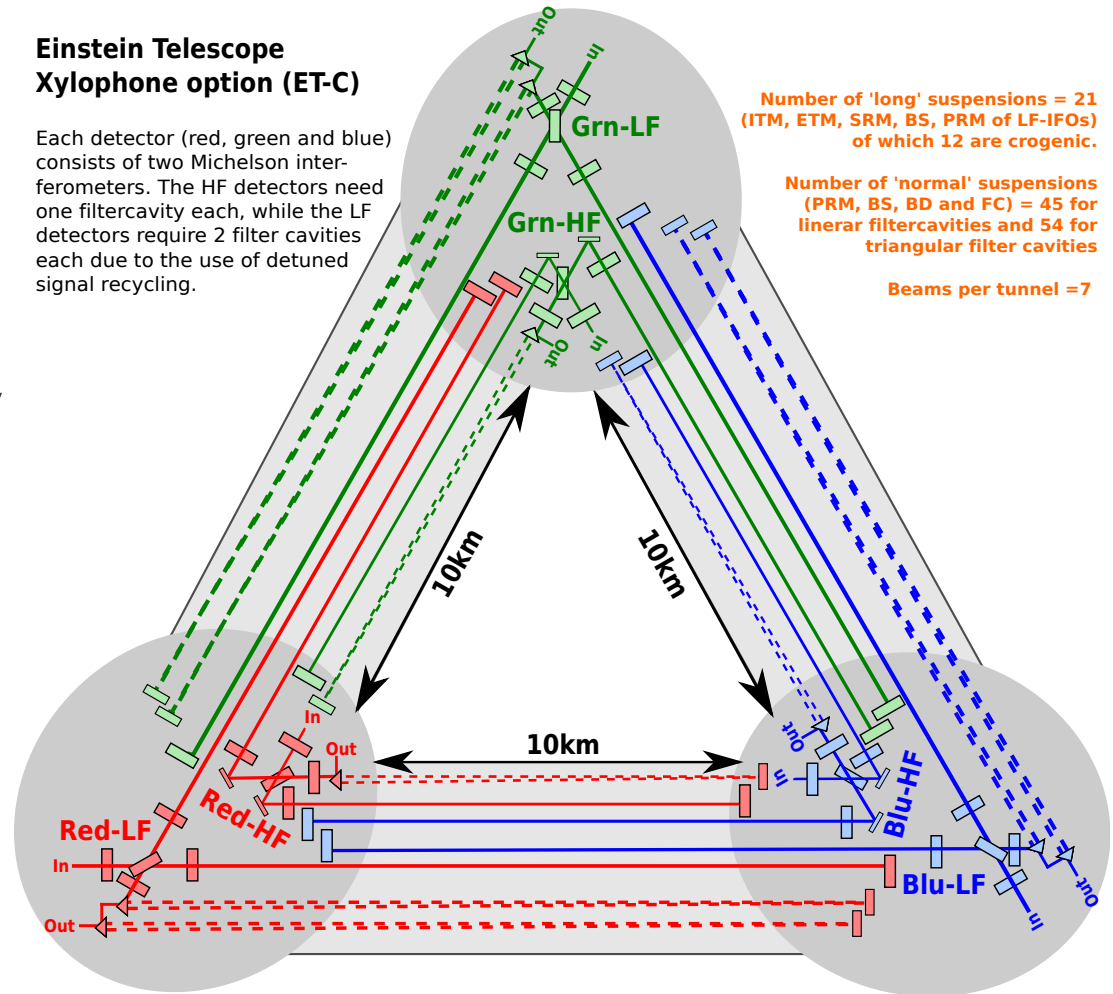 Einstein Telescope
Xylophone option (ET-C)
Each detector (red, green and blue)
consists of two Michelson inter-
ferometers. The HF detectors need
one filtercavity each, while the LF
detectors require 2 filter cavities
each due to the use of detuned
signal recycling.
Number of 'long' suspensions = 21
(ITM, ETM, SRM, BS, PRM of LF-IFOs)
of which 12 are crogenic.
Number of 'normal' suspensions
(PRM, BS, BD and FC) = 45 for
linerar filtercavities and 54 for
triangular filter cavities
Beams per tunnel =7
Out
In
Grn-LF
Grn-HF
Out
In
10km
10km
10km
In
Out
Red-HF
Red-LF
In
Out
Out
In
Blu-HF
Blu-LF
Out
In